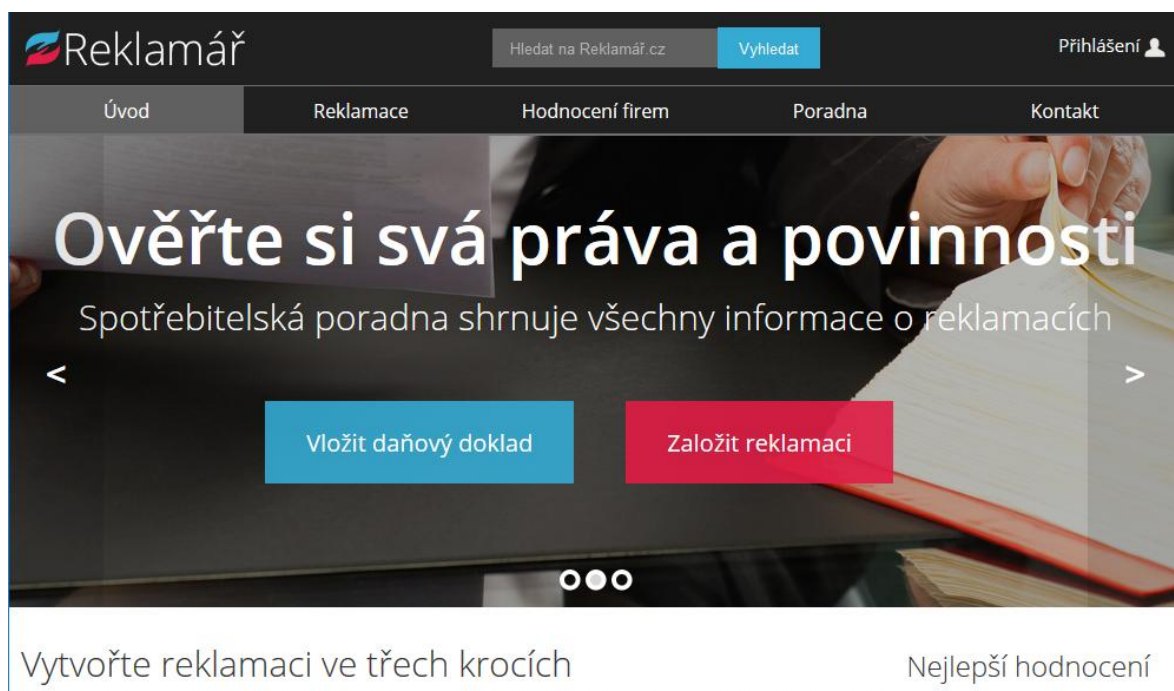 Reklamář
Hledat na Reklamář.cz Vyhledat
Přihlášení
Úvod Reklamace Hodnocení firem Poradna Kontakt
Ověřte si svá práva a povinnosti
Spotřebitelská poradna shrnuje všechny informace o reklamacích
< >
Vložit daňový doklad Založit reklamaci
Vytvořte reklamaci ve třech krocích Nejlepší hodnocení